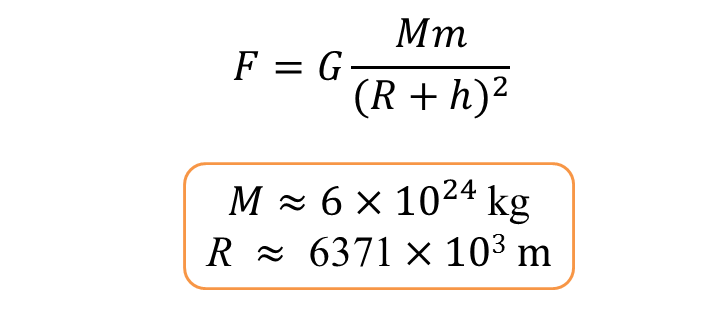 F = G Mm / (R + h)²
M ≈ 6 × 10²⁴ kg
R ≈ 6371 × 10³ m